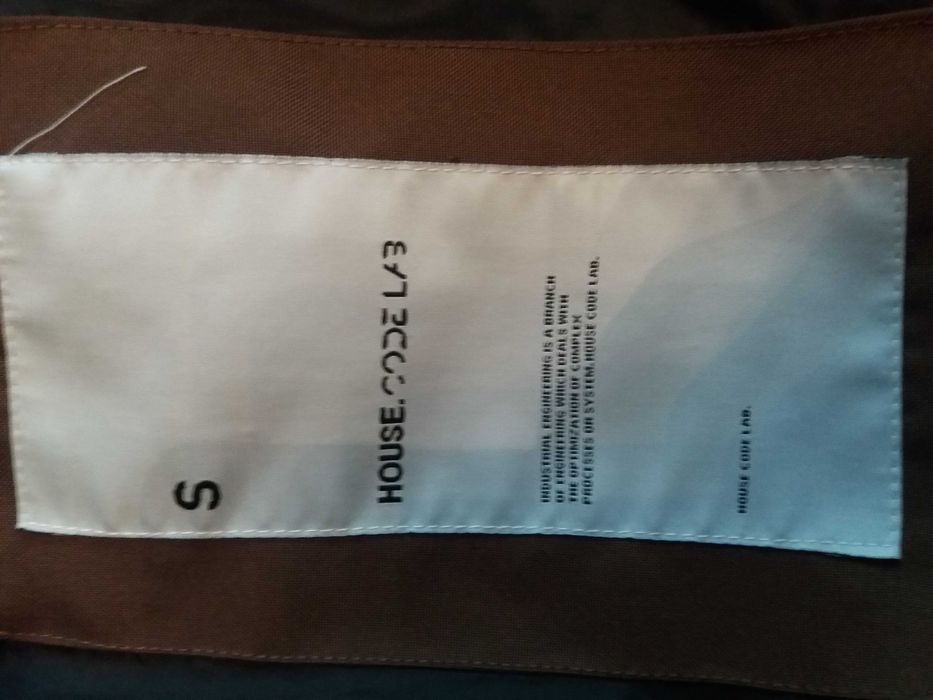 S
HOUSE.CODE LAB
INDUSTRIAL ENGINEERING IS A BRANCH
OF ENGINEERING WHICH DEALS WITH
THE OPTIMIZATION OF COMPLEX
PROCESSES OR SYSTEM.HOUSE CODE LAB.
HOUSE CODE LAB.